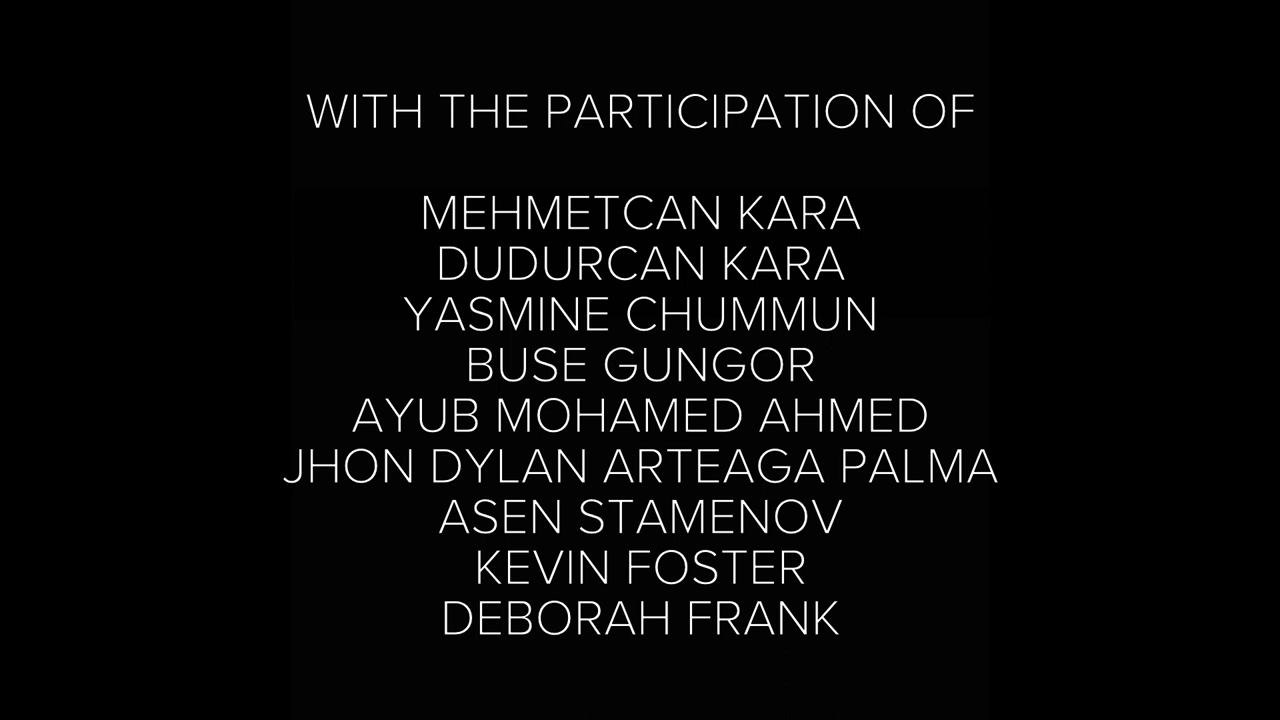 WITH THE PARTICIPATION OF
MEHMETCAN KARA
DUDURCAN KARA
YASMINE CHUMMUN
BUSE GUNGOR
AYUB MOHAMED AHMED
JHON DYLAN ARTEAGA PALMA
ASEN STAMENOV
KEVIN FOSTER
DEBORAH FRANK